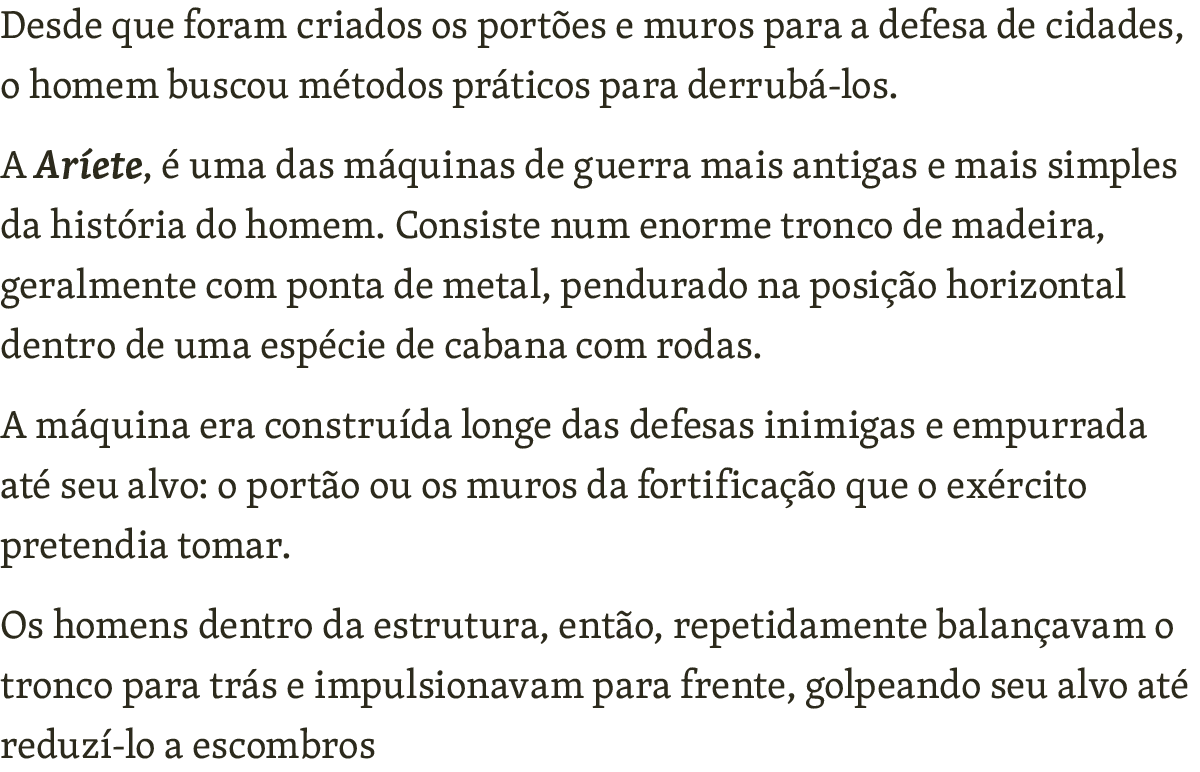 Desde que foram criados os portões e muros para a defesa de cidades,
o homem buscou métodos práticos para derrubá-los.
A Aríete, é uma das máquinas de guerra mais antigas e mais simples
da história do homem. Consiste num enorme tronco de madeira,
geralmente com ponta de metal, pendurado na posição horizontal
dentro de uma espécie de cabana com rodas.
A máquina era construída longe das defesas inimigas e empurrada
até seu alvo: o portão ou os muros da fortificação que o exército
pretendia tomar.
Os homens dentro da estrutura, então, repetidamente balançavam o
tronco para trás e impulsionavam para frente, golpeando seu alvo até
reduzí-lo a escombros